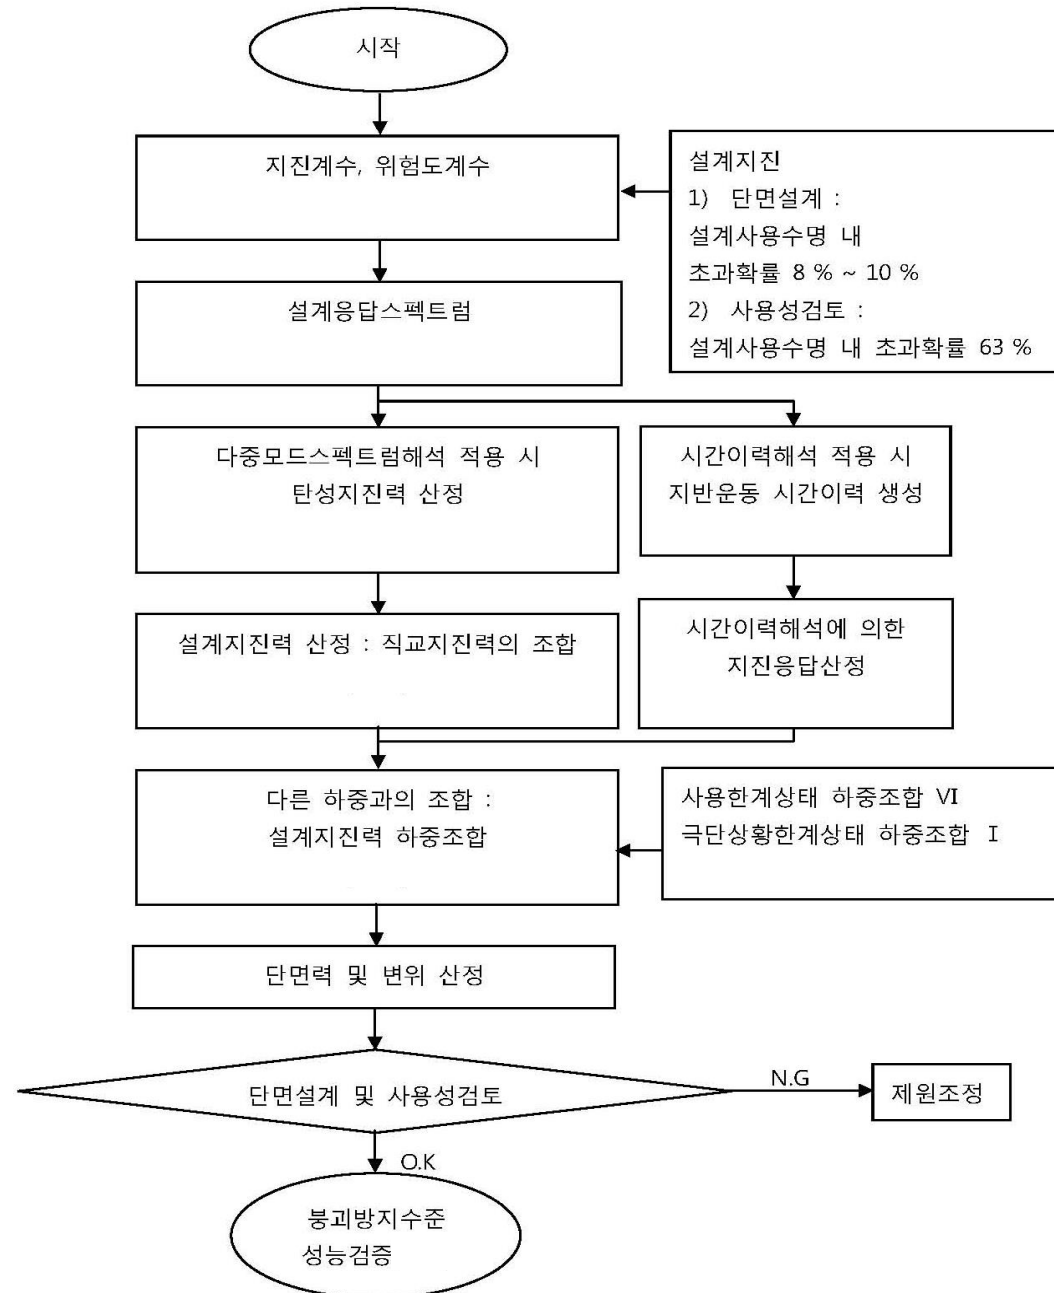 시작
지진계수, 위험도계수
설계지진
1) 단면설계 :
설계사용수명 내
초과확률 8 % ~ 10 %
2) 사용성검토 :
설계사용수명 내 초과확률 63 %
설계응답스펙트럼
다중모드스펙트럼해석 적용 시
탄성지진력 산정
시간이력해석 적용 시
지반운동 시간이력 생성
설계지진력 산정 : 직교지진력의 조합
시간이력해석에 의한
지진응답산정
다른 하중과의 조합 :
설계지진력 하중조합
사용한계상태 하중조합 VI
극단상황한계상태 하중조합 I
단면력 및 변위 산정
단면설계 및 사용성검토
N.G
제원조정
O.K
붕괴방지수준
성능검증